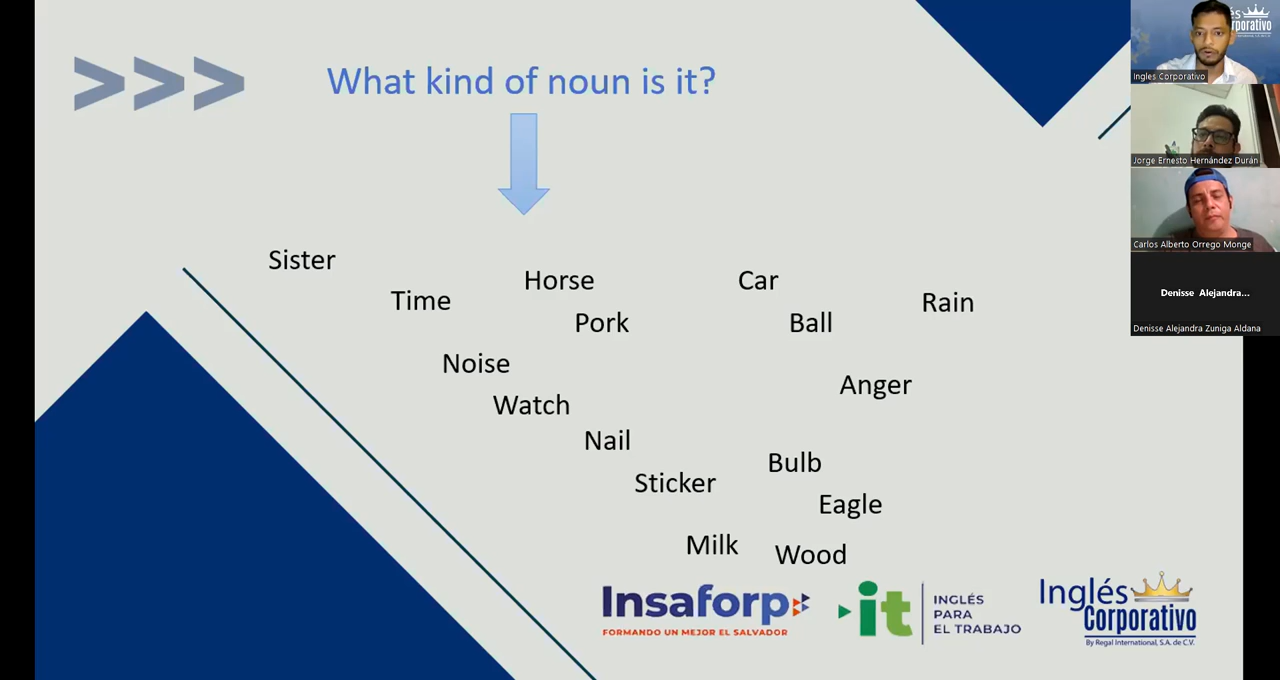 >>>
What kind of noun is it?
Sister
Time
Horse
Car
Rain
Pork
Ball
Noise
Anger
Watch
Nail
Bulb
Sticker
Eagle
Milk
Wood
Insaforp
FORMANDO UN MEJOR EL SALVADOR
it
INGLÉS
PARA
EL TRABAJO
Inglés
Corporativo
By Regal International, S.A. de C.V.
és
rporativo
Ingles Corporativo
Jorge Ernesto Hernández Durán
Carlos Alberto Orrego Monge
Denisse Alejandra...
Denisse Alejandra Zuniga Aldana